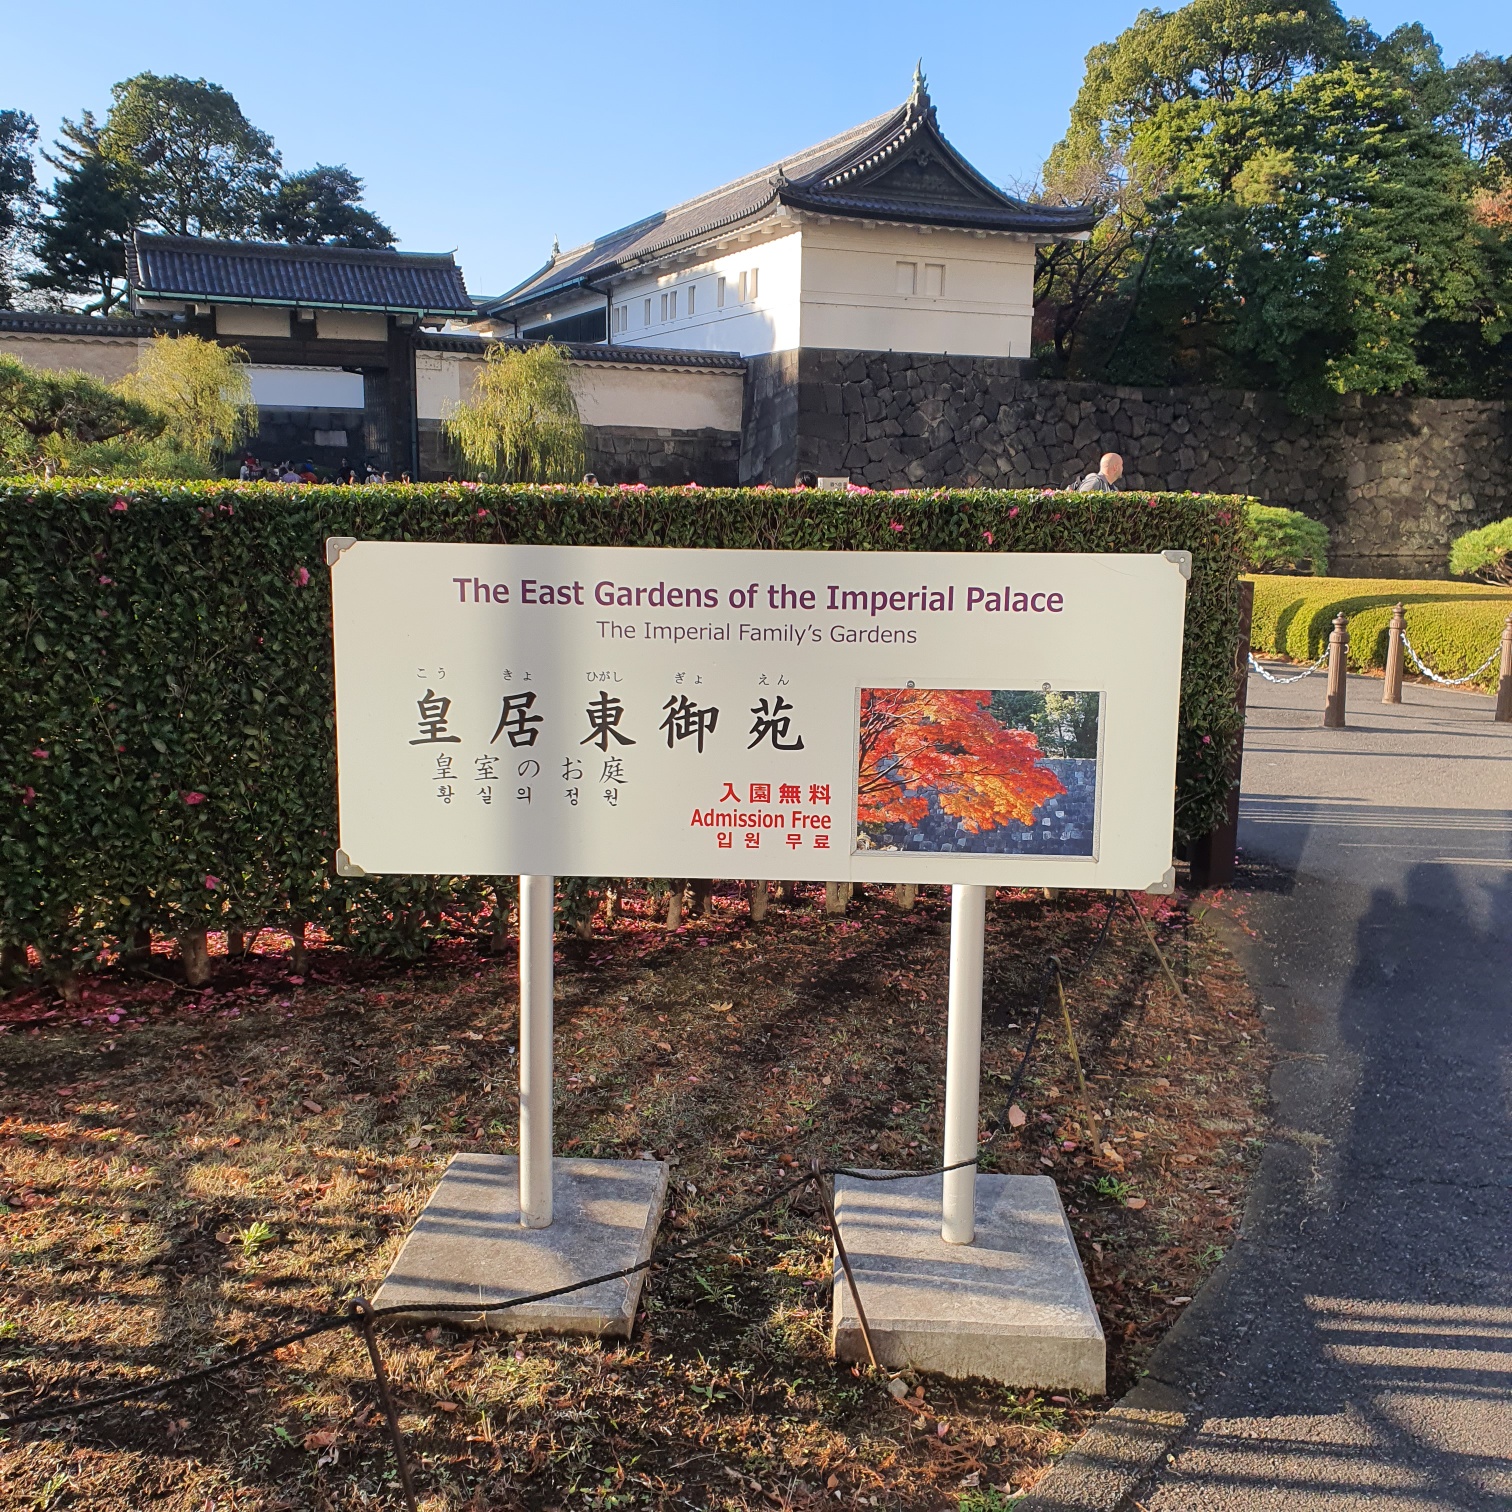 The East Gardens of the Imperial Palace
The Imperial Family's Gardens
こう きょ ひがし ぎょ えん
皇居東御苑
皇室のお庭
황실의 정원
入園無料
Admission Free
입원 무료